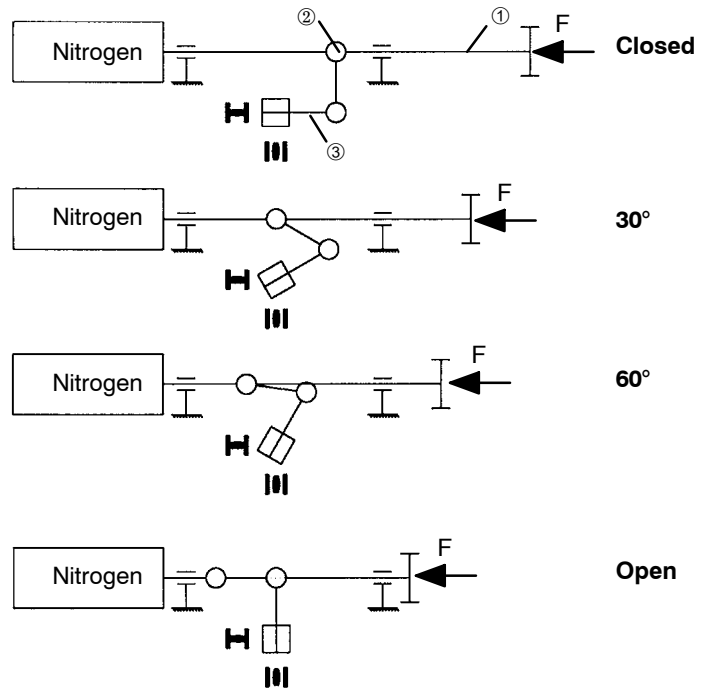 ② ① F Closed
Nitrogen
③
F
Nitrogen 30°
F
Nitrogen 60°
F
Nitrogen Open